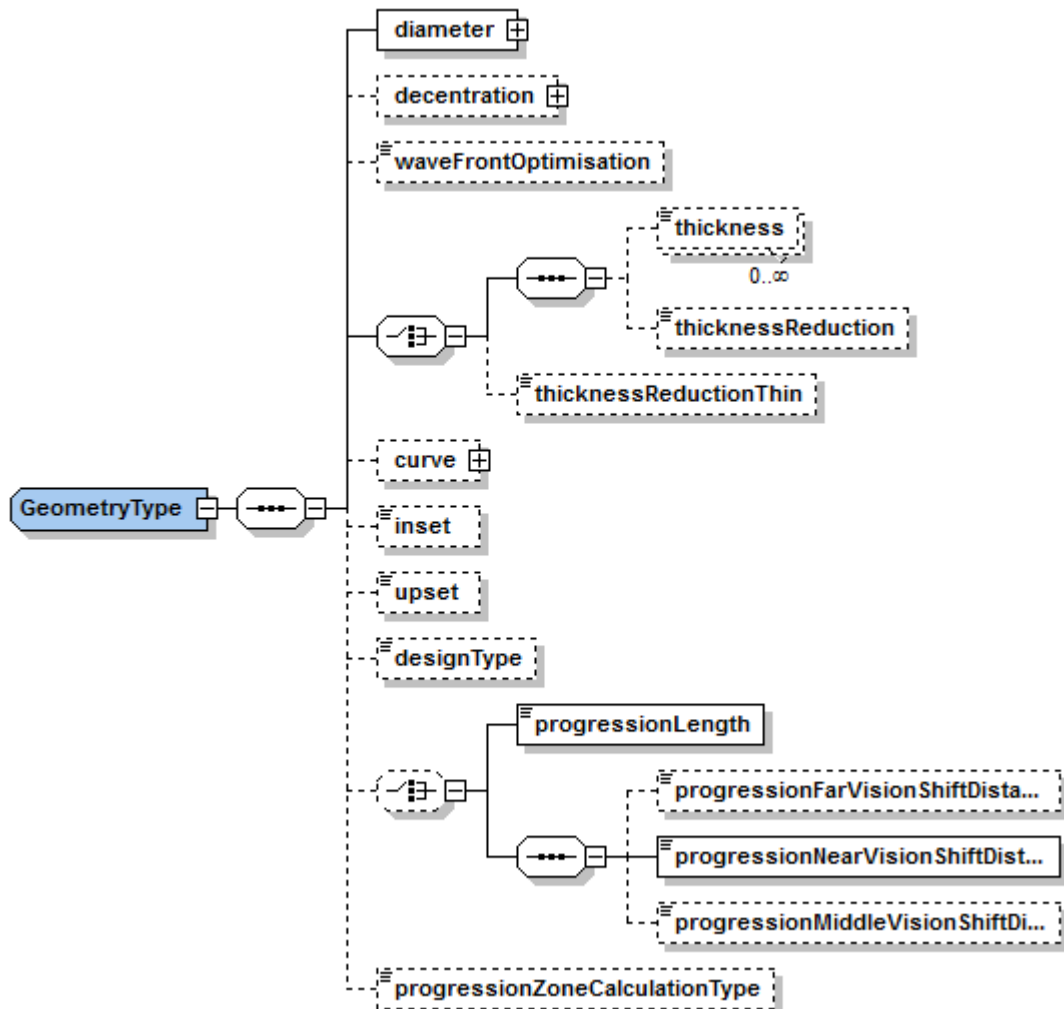 diameter
decentration
waveFrontOptimisation
thickness
0..∞
thicknessReduction
thicknessReductionThin
curve
GeometryType
inset
upset
designType
progressionLength
progressionFarVisionShiftDista...
progressionNearVisionShiftDist...
progressionMiddleVisionShiftDi...
progressionZoneCalculationType